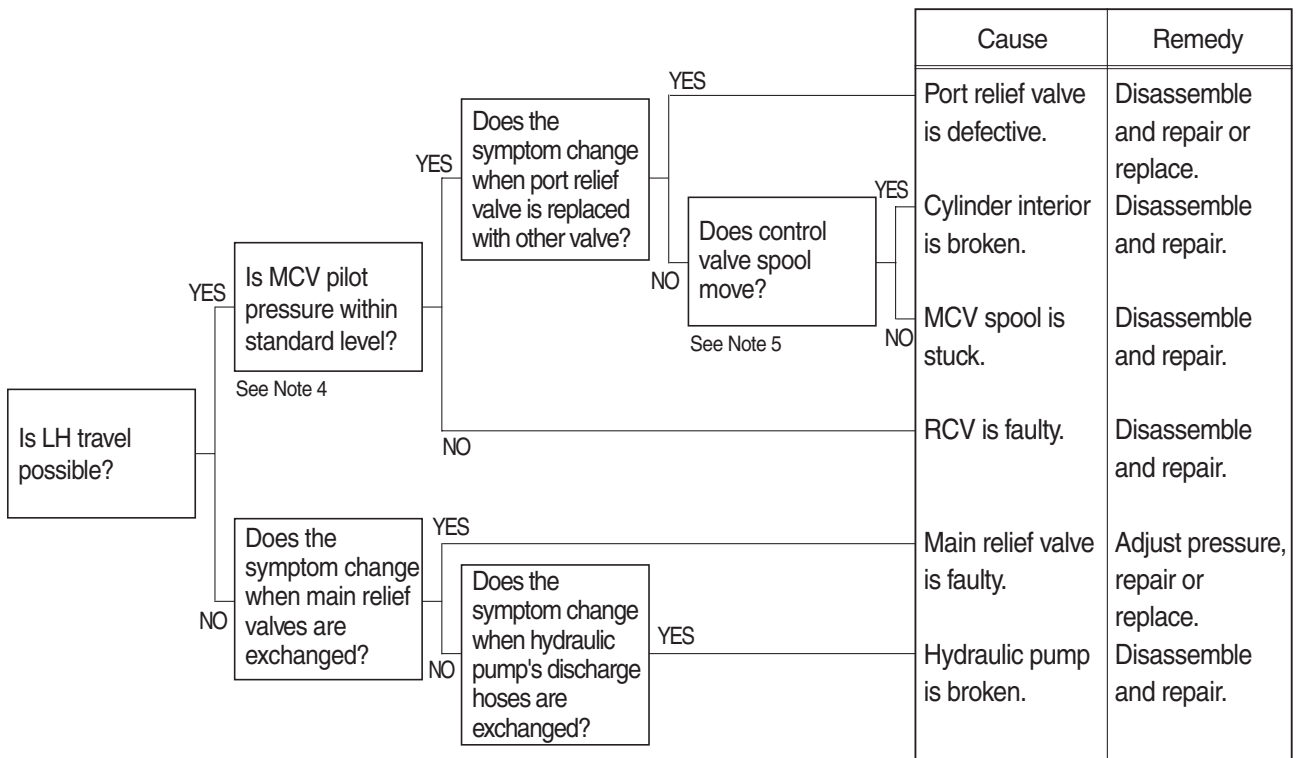 Cause
Remedy
YES
Port relief valve
is defective.
Disassemble
and repair or
replace.
Does the
symptom change
when port relief
valve is replaced
with other valve?
YES
YES
Cylinder interior
is broken.
Disassemble
and repair.
Does control
valve spool
move?
NO
See Note 5
NO
MCV spool is
stuck.
Disassemble
and repair.
YES
Is MCV pilot
pressure within
standard level?
See Note 4
NO
RCV is faulty.
Disassemble
and repair.
Is LH travel
possible?
NO
Does the
symptom change
when main relief
valves are
exchanged?
YES
Main relief valve
is faulty.
Adjust pressure,
repair or
replace.
NO
Does the
symptom change
when hydraulic
pump's discharge
hoses are
exchanged?
YES
Hydraulic pump
is broken.
Disassemble
and repair.